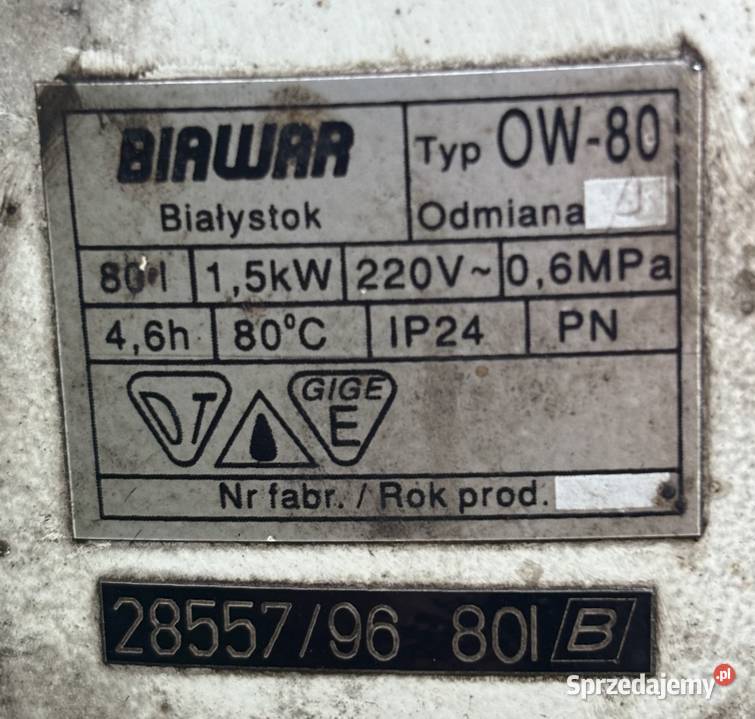 BIAWAR
Białystok
Typ OW-80
Odmiana
80 l 1,5kW 220V~ 0,6MPa
4,6h 80°C IP24 PN
DT
GIGE
E
Nr fabr. / Rok prod.
28557/96 80l B
Sprzedajemy.pl